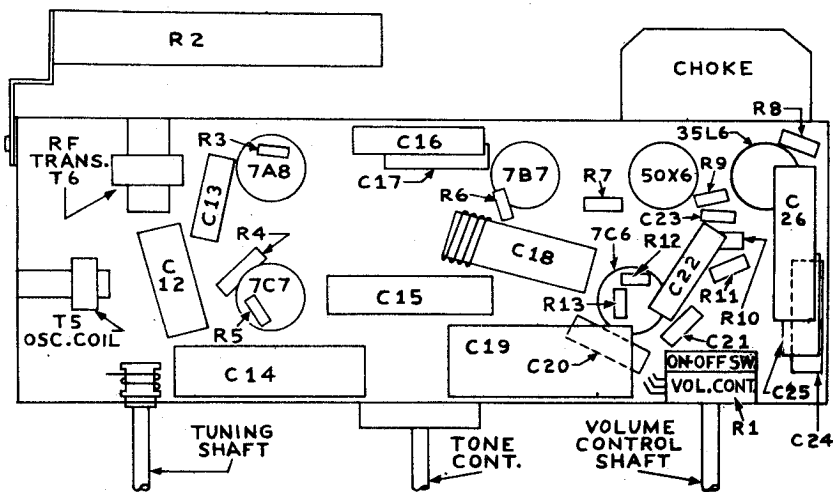 R2
CHOKE
R8
35L6
RF
TRANS.
T6
R3
7A8
C16
C17
7B7
R6
R7
50X6
R9
C23
C
26
C13
R4
C
12
7C7
R5
C18
7C6
R12
C22
R11
R10
R13
T5
OSC. COIL
C15
C14
C19
C20
C21
ON-OFF SW.
VOL. CONT.
C25
R1
C24
TUNING
SHAFT
TONE
CONT.
VOLUME
CONTROL
SHAFT